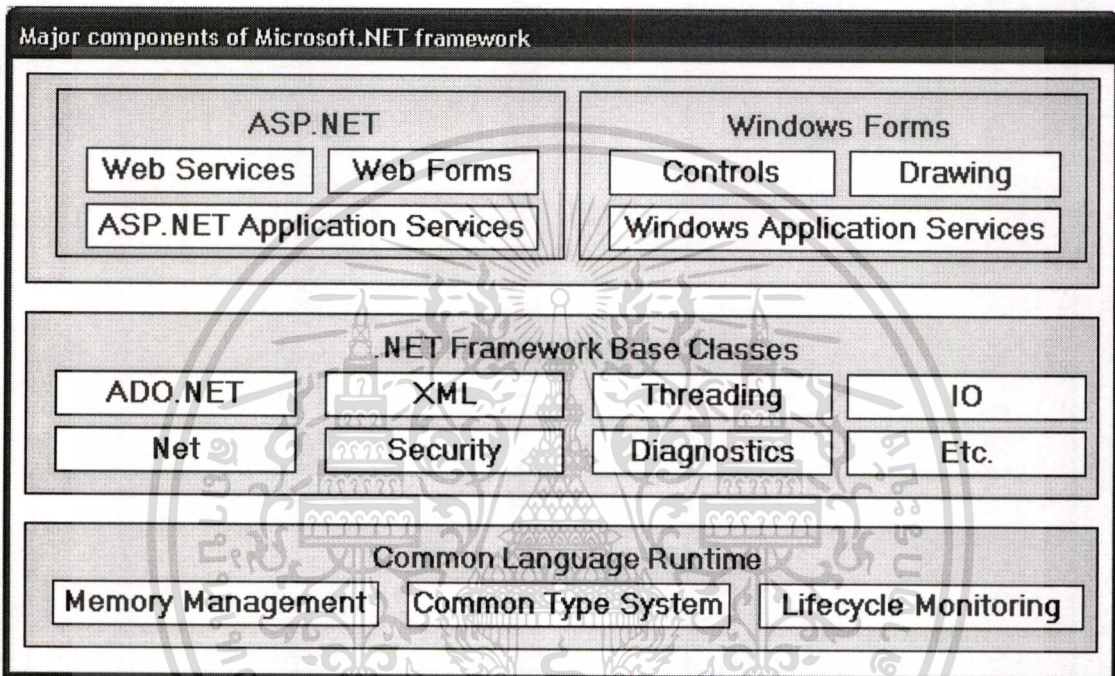 Major components of Microsoft.NET framework
ASP.NET
Web Services Web Forms
ASP.NET Application Services
Windows Forms
Controls Drawing
Windows Application Services
.NET Framework Base Classes
ADO.NET XML Threading IO
Net Security Diagnostics Etc.
Common Language Runtime
Memory Management Common Type System Lifecycle Monitoring